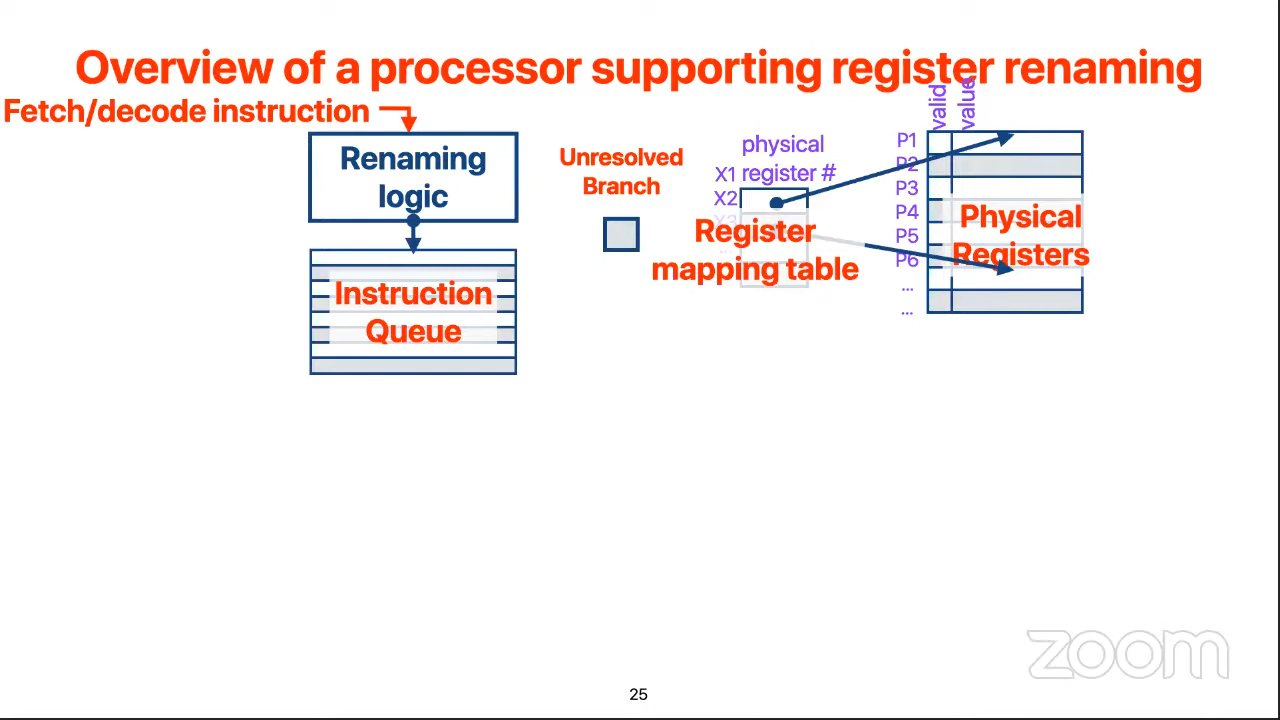 Overview of a processor supporting register renaming
Fetch/decode instruction
Renaming
logic
Instruction
Queue
Unresolved
Branch
physical
register #
X1
X2
X3
..
Register
mapping table
valid
value
P1
P2
P3
P4
P5
P6
...
...
Physical
Registers
zoom
25